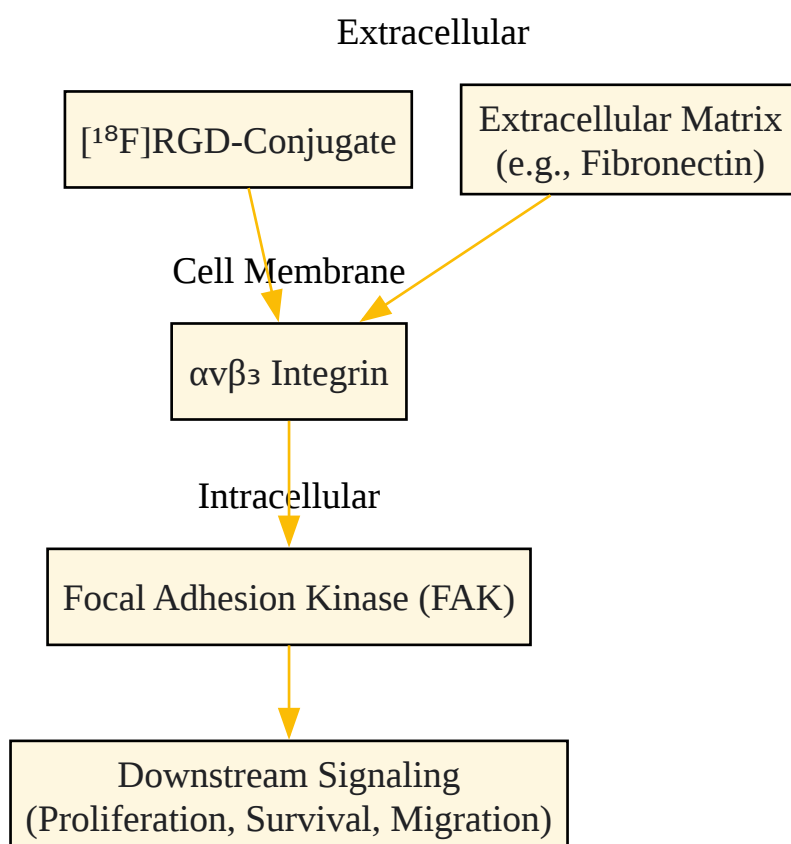 Extracellular
[¹⁸F]RGD-Conjugate
Extracellular Matrix
(e.g., Fibronectin)
Cell Membrane
αvβ₃ Integrin
Intracellular
Focal Adhesion Kinase (FAK)
Downstream Signaling
(Proliferation, Survival, Migration)